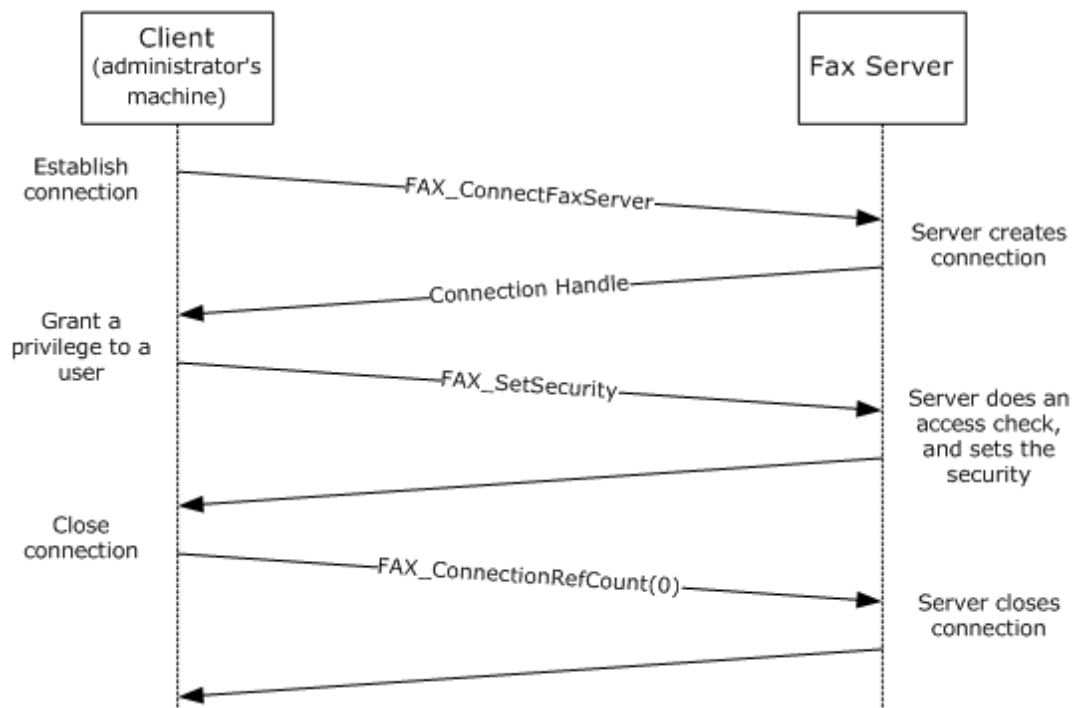 Client
(administrator's
machine)
Fax Server
Establish
connection
FAX_ConnectFaxServer
Server creates
connection
Connection Handle
Grant a
privilege to a
user
FAX_SetSecurity
Server does an
access check,
and sets the
security
Close
connection
FAX_ConnectionRefCount(0)
Server closes
connection